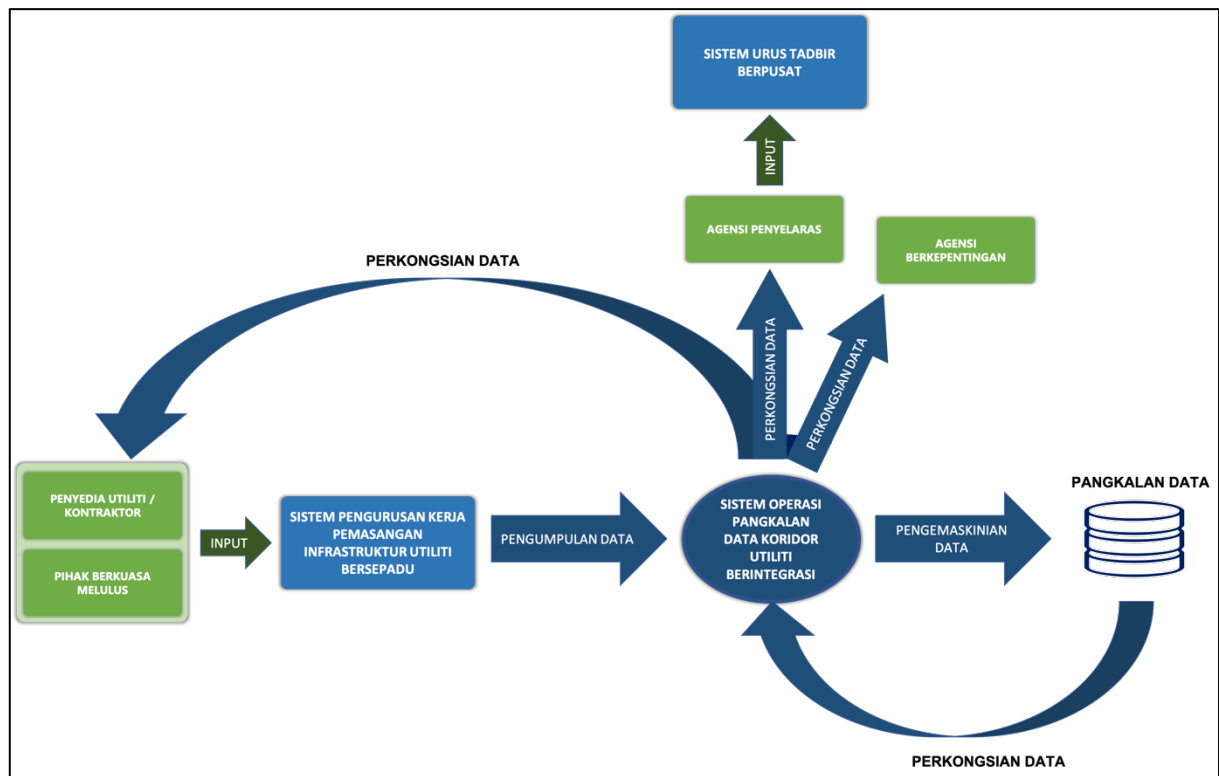 SISTEM URUS TADBIR
BERPUSAT
INPUT
AGENSI PENYELARAS
AGENSI
BERKEPENTINGAN
PERKONGSIAN DATA
PERKONGSIAN DATA
PERKONGSIAN DATA
PENYEDIA UTILITI /
KONTRAKTOR
PIHAK BERKUASA
MELULUS
INPUT
SISTEM PENGURUSAN KERJA
PEMASANGAN
INFRASTRUKTUR UTILITI
BERSEPADU
PENGUMPULAN DATA
SISTEM OPERASI
PANGKALAN
DATA KORIDOR
UTILITI
BERINTEGRASI
PENGEMASKINIAN
DATA
PANGKALAN DATA
PERKONGSIAN DATA